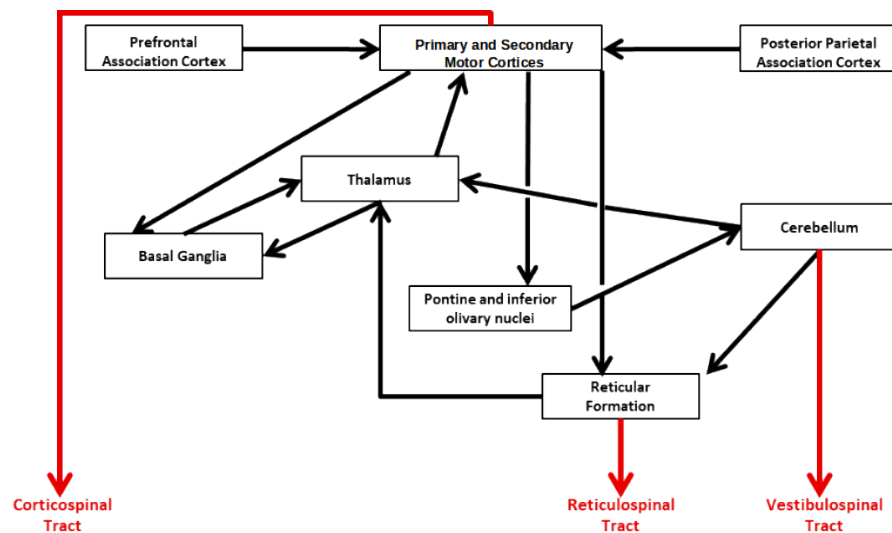 Prefrontal
Association Cortex
Primary and Secondary
Motor Cortices
Posterior Parietal
Association Cortex
Thalamus
Basal Ganglia
Cerebellum
Pontine and inferior
olivary nuclei
Reticular
Formation
Corticospinal
Tract
Reticulospinal
Tract
Vestibulospinal
Tract